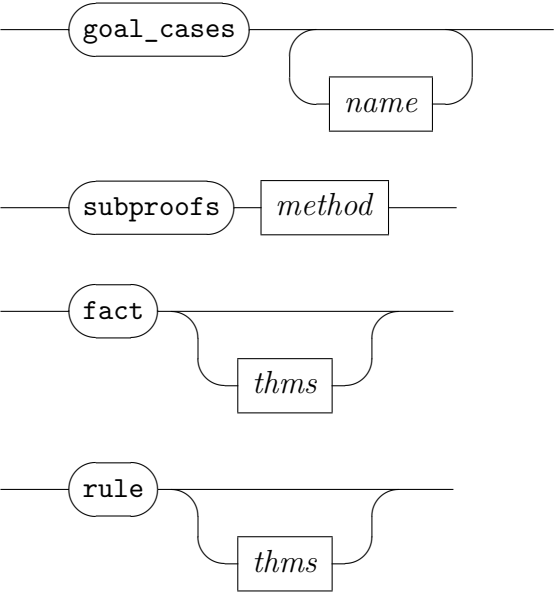 goal_cases
name
subproofs method
fact
thms
rule
thms